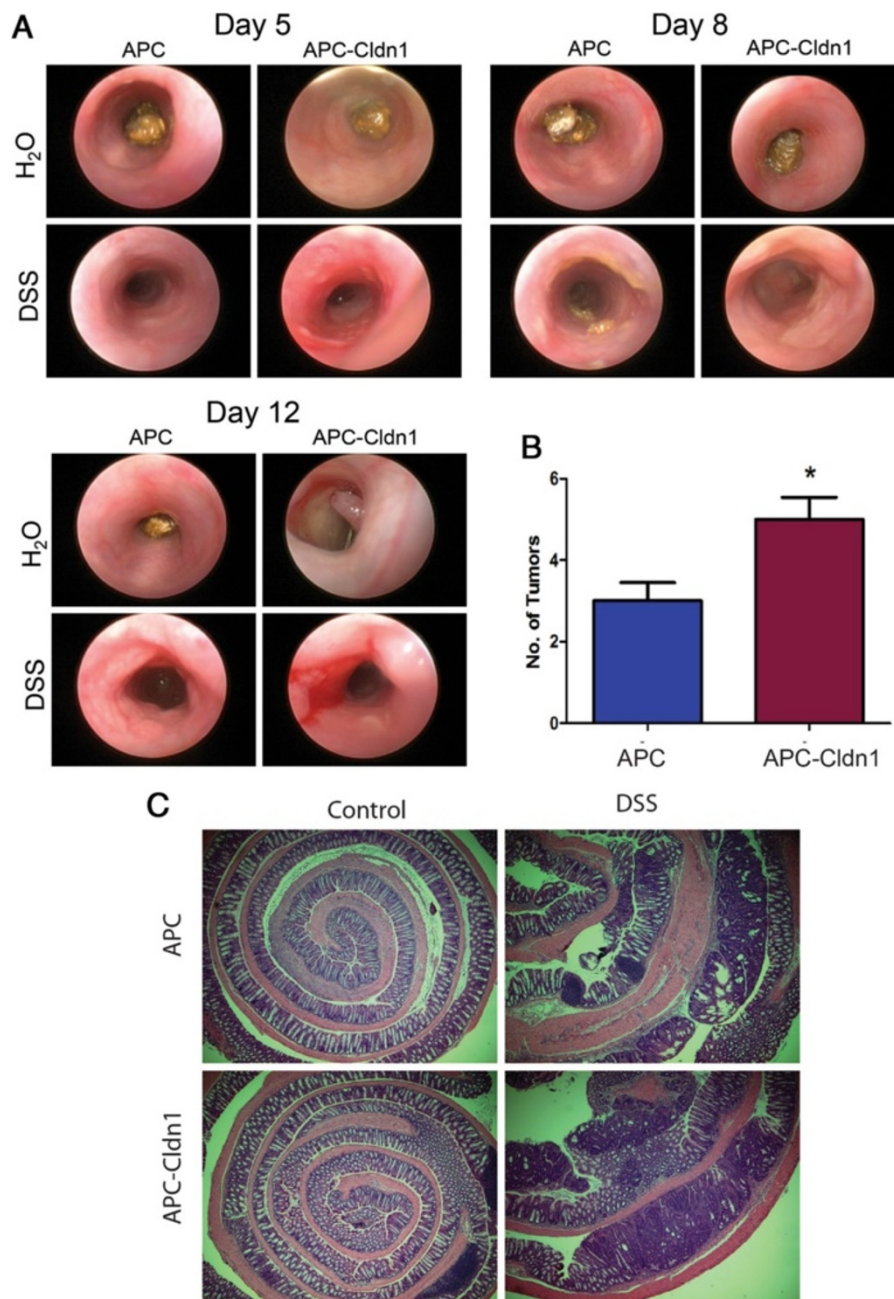 A
Day 5
APC
APC-Cldn1
H₂O
DSS
Day 8
APC
APC-Cldn1
Day 12
APC
APC-Cldn1
H₂O
DSS
B
No. of Tumors
6
4
2
0
*
APC
APC-Cldn1
C
Control
DSS
APC
APC-Cldn1